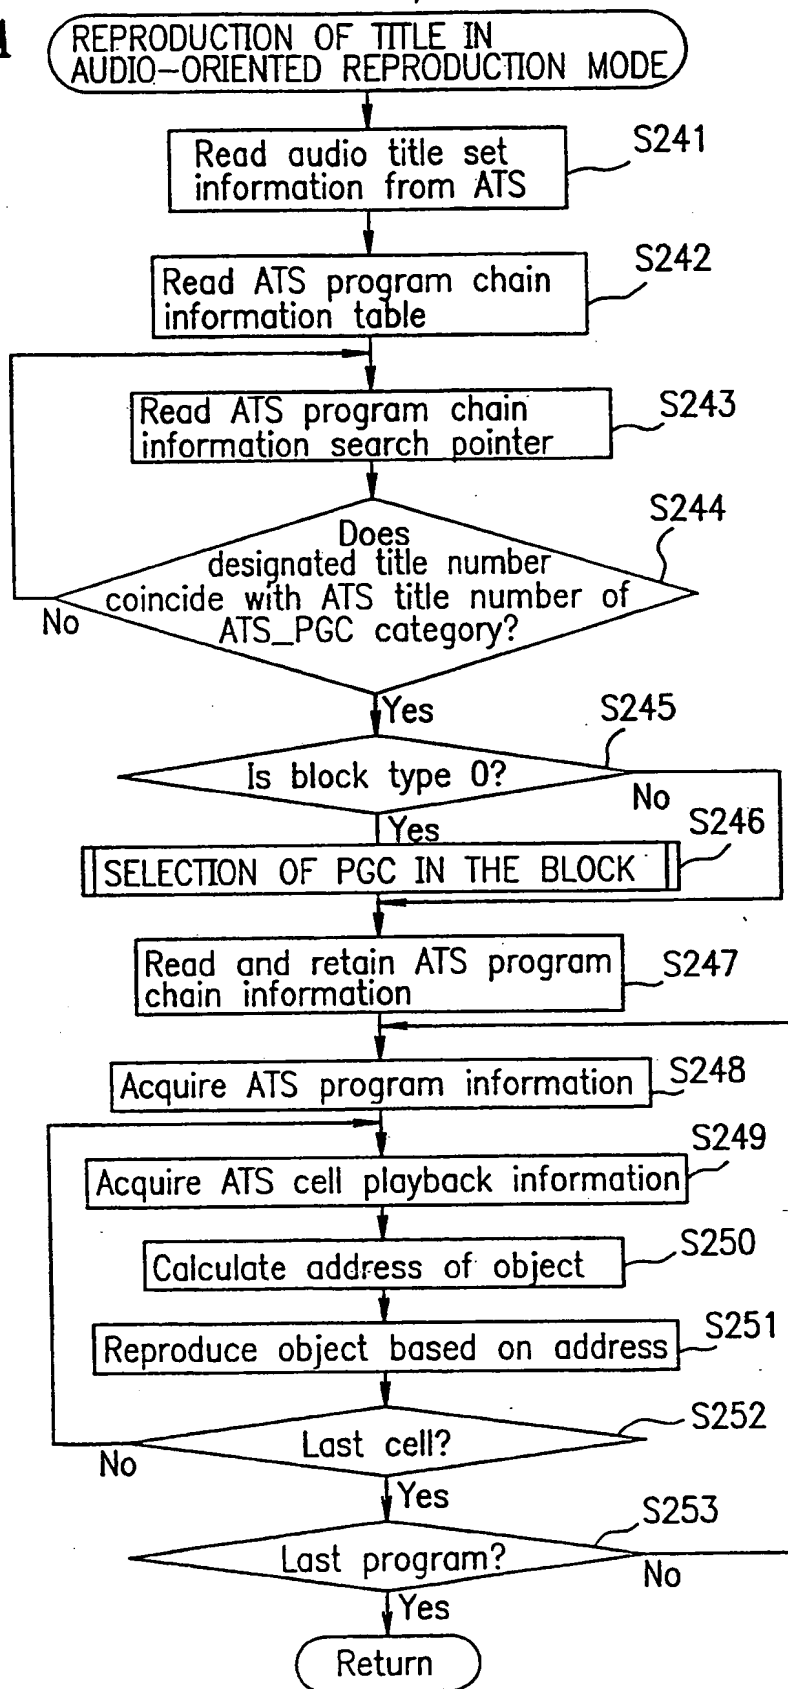 REPRODUCTION OF TITLE IN
AUDIO-ORIENTED REPRODUCTION MODE
Read audio title set
information from ATS
S241
Read ATS program chain
information table
S242
Read ATS program chain
information search pointer
S243
Does
designated title number
coincide with ATS title number of
ATS_PGC category?
S244
No
Yes
Is block type 0?
S245
No
Yes
SELECTION OF PGC IN THE BLOCK
S246
Read and retain ATS program
chain information
S247
Acquire ATS program information
S248
Acquire ATS cell playback information
S249
Calculate address of object
S250
Reproduce object based on address
S251
Last cell?
S252
No
Yes
Last program?
S253
No
Yes
Return